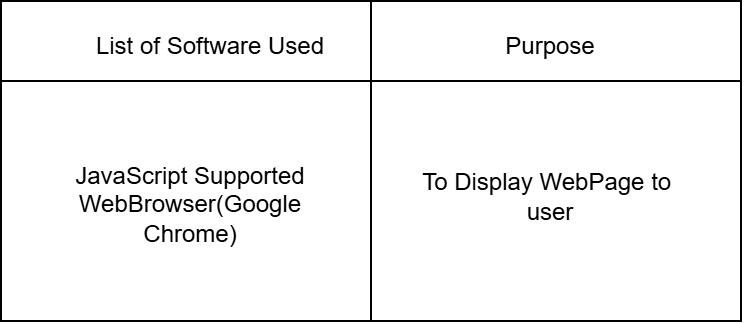 List of Software Used
Purpose
JavaScript Supported
WebBrowser(Google
Chrome)
To Display WebPage to
user